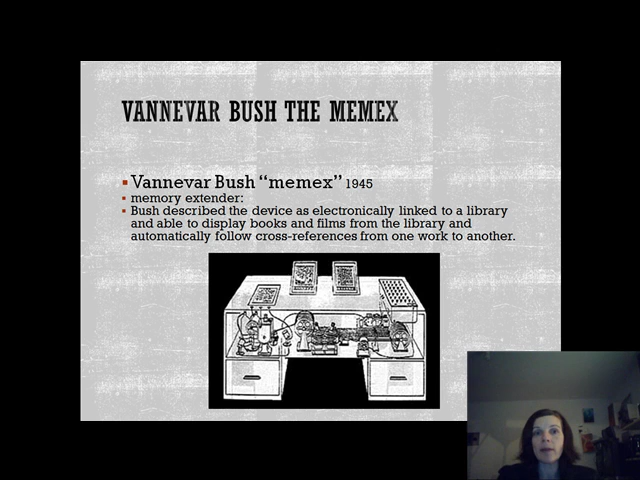 VANNEVAR BUSH THE MEMEX
Vannevar Bush “memex” 1945
memory extender:
Bush described the device as electronically linked to a library
and able to display books and films from the library and
automatically follow cross-references from one work to another.